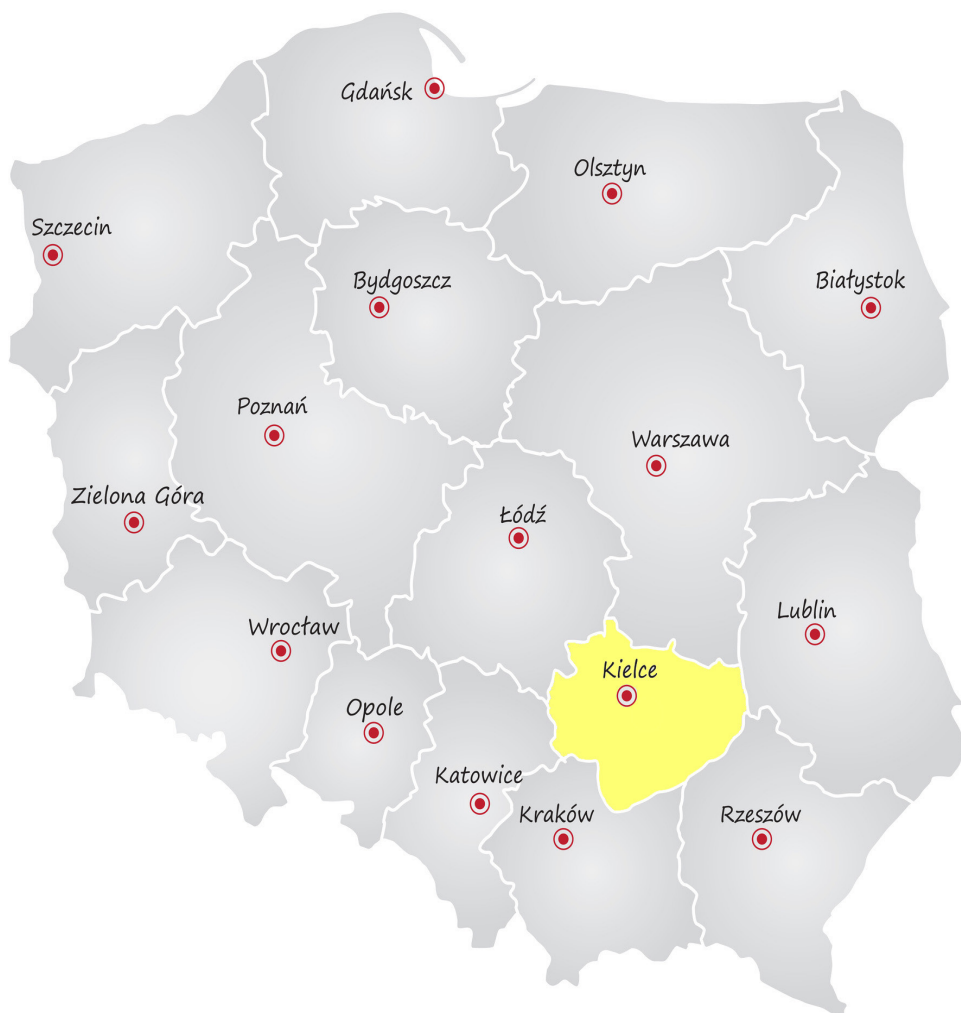 Gdańsk
Olsztyn
Szczecin
Bydgoszcz
Białystok
Poznań
Warszawa
Zielona Góra
Łódź
Lublin
Wrocław
Kielce
Opole
Katowice
Kraków
Rzeszów